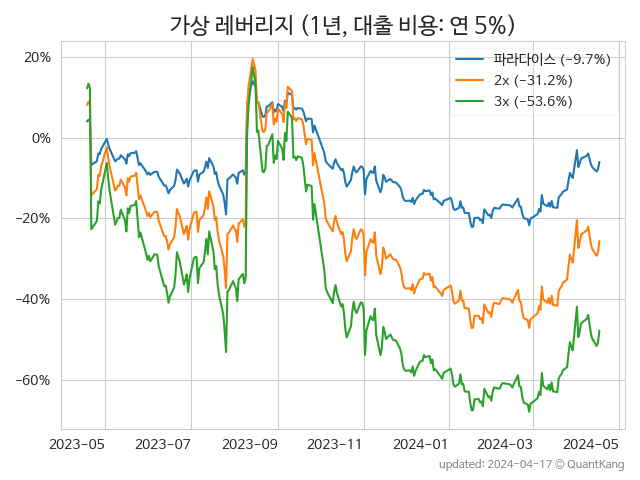 가상 레버리지 (1년, 대출 비용: 연 5%)
파라다이스 (−9.7%)
2x (−31.2%)
3x (−53.6%)
20%
0%
−20%
−40%
−60%
2023-05
2023-07
2023-09
2023-11
2024-01
2024-03
2024-05
updated: 2024-04-17 © QuantKang